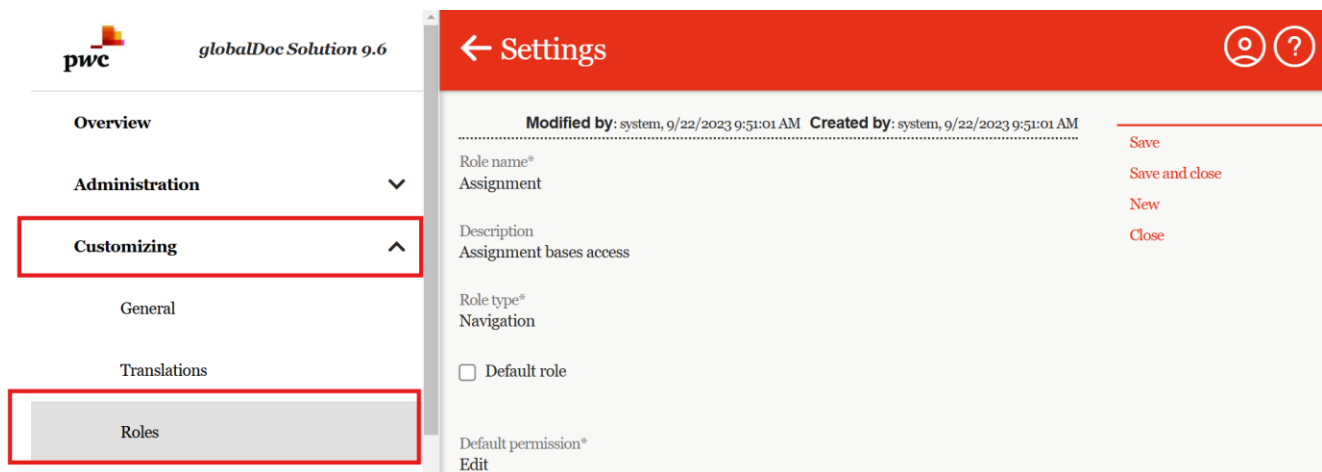 pwc
globalDoc Solution 9.6
Overview
Administration
Customizing
General
Translations
Roles
Settings
?
Modified by: system, 9/22/2023 9:51:01 AM Created by: system, 9/22/2023 9:51:01 AM
Role name*
Assignment
Description
Assignment bases access
Role type*
Navigation
Default role
Default permission*
Edit
Save
Save and close
New
Close